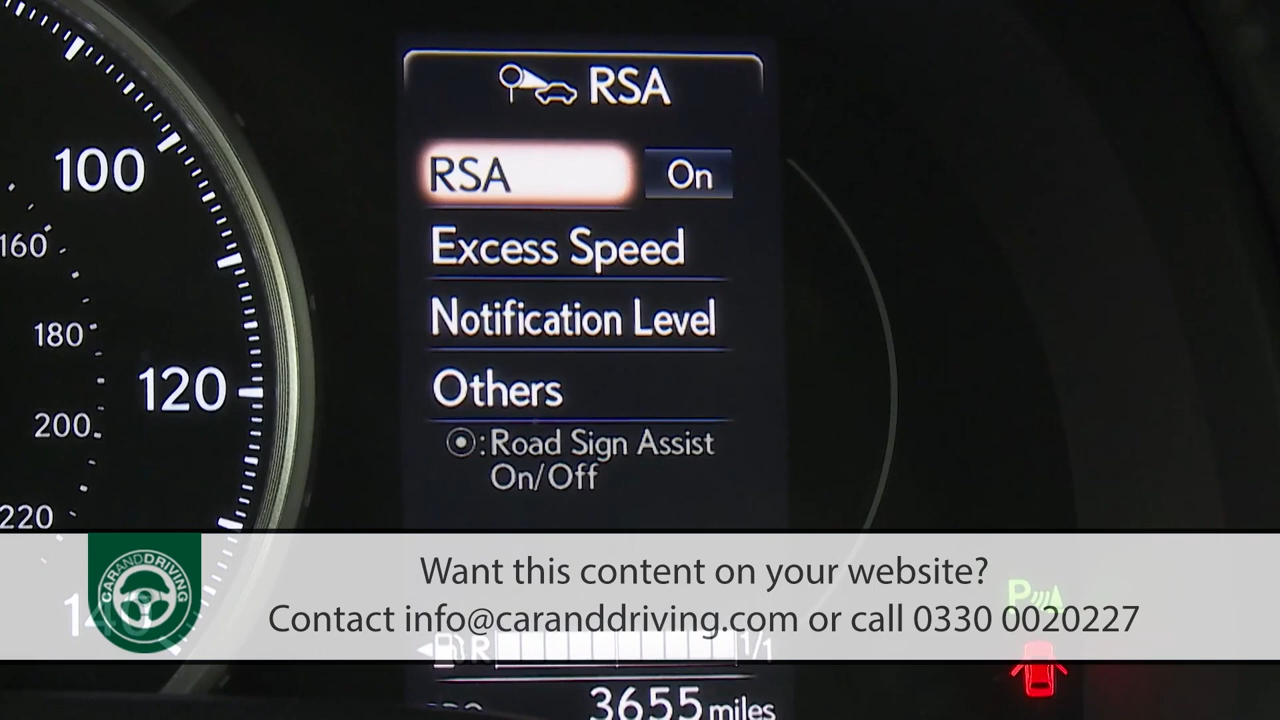 RSA
RSA On
Excess Speed
Notification Level
Others
: Road Sign Assist
On/Off
100
160
180
120
200
220
140
CARANDDRIVING
Want this content on your website?
Contact info@caranddriving.com or call 0330 0020227
P
R 1/1
3655 miles